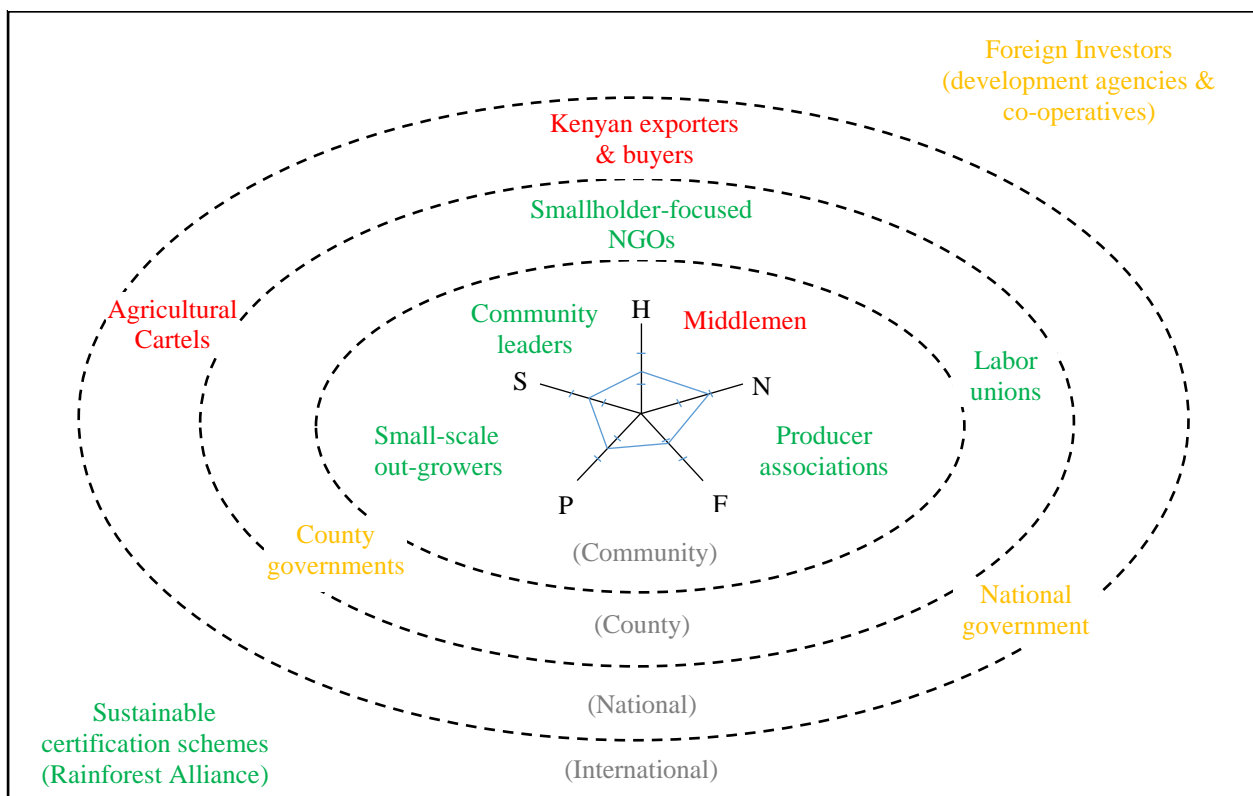 Foreign Investors
(development agencies &
co-operatives)
Kenyan exporters
& buyers
Smallholder-focused
NGOs
Agricultural
Cartels
Community
leaders
H
Middlemen
S
N
Labor
unions
Small-scale
out-growers
Producer
associations
P
F
County
governments
(Community)
National
government
(County)
(National)
Sustainable
certification schemes
(Rainforest Alliance)
(International)